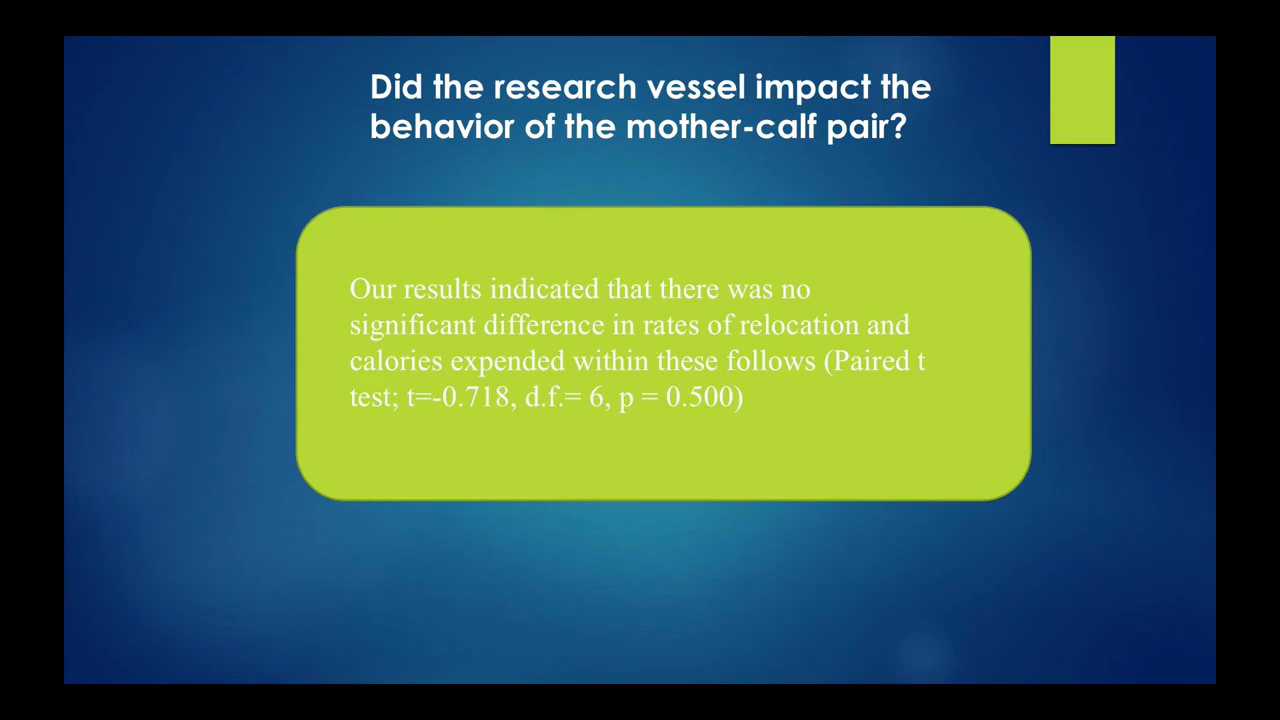 Did the research vessel impact the
behavior of the mother-calf pair?
Our results indicated that there was no
significant difference in rates of relocation and
calories expended within these follows (Paired t
test; t=-0.718, d.f.= 6, p = 0.500)